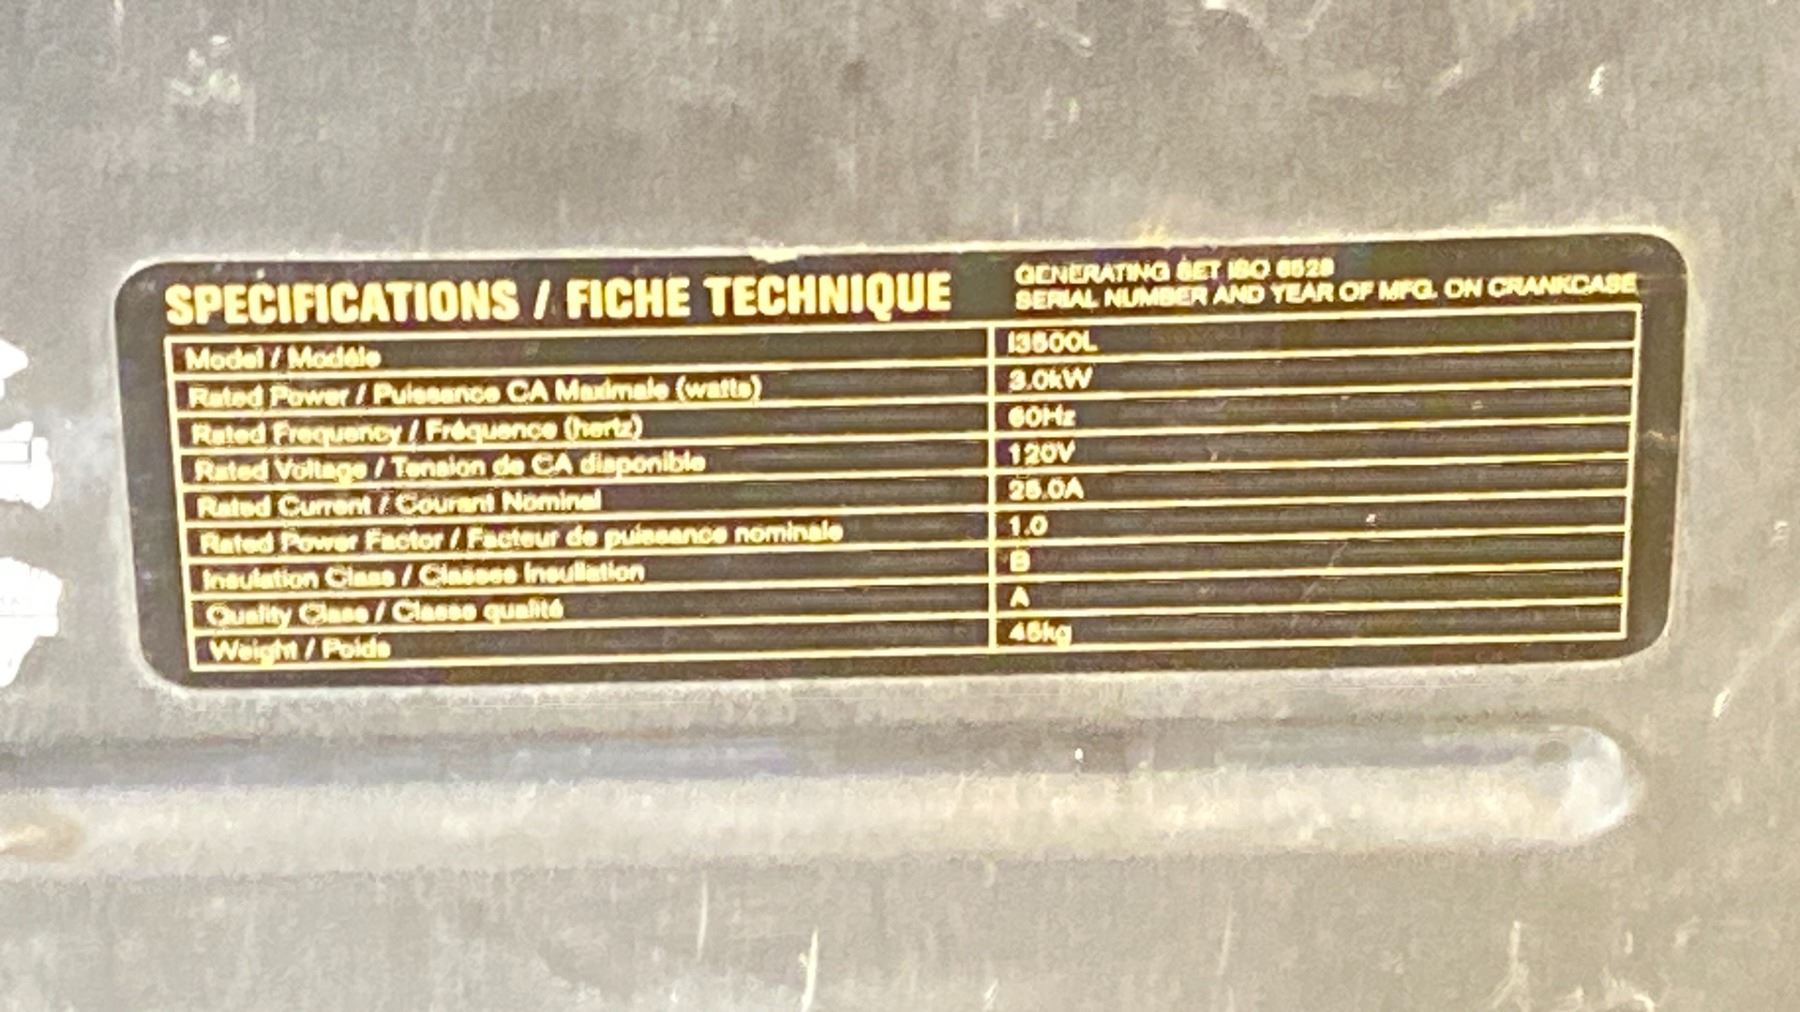 SPECIFICATIONS / FICHE TECHNIQUE
GENERATING SET ISO 8528
SERIAL NUMBER AND YEAR OF MFG. ON CRANKCASE
Model / Modéle I3500L
Rated Power / Puissance CA Maximale (watts) 3.0kW
Rated Frequency / Fréquence (hertz) 60Hz
Rated Voltage / Tension de CA disponible 120V
Rated Current / Courant Nominal 25.0A
Rated Power Factor / Facteur de puissance nominale 1.0
Insulation Class / Classes Insullation B
Quality Class / Classe qualité A
Weight / Poids 45kg